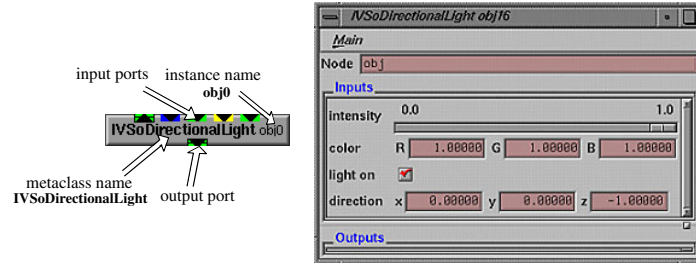 input ports
instance name
obj0
IVSoDirectionalLight obj0
metaclass name
IVSoDirectionalLight
output port
IVSoDirectionalLight obj16
Main
Node obj
Inputs
intensity 0.0 1.0
color R 1.00000 G 1.00000 B 1.00000
light on
direction x 0.00000 y 0.00000 z -1.00000
Outputs